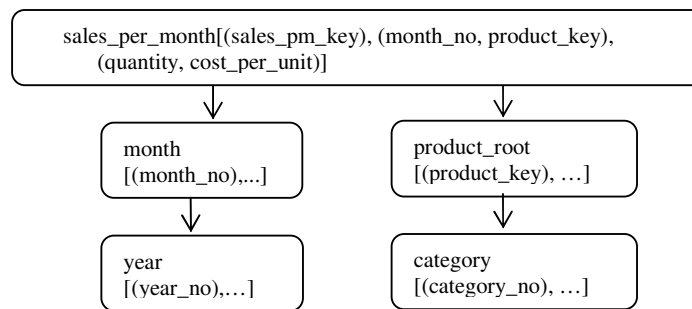 sales_per_month[(sales_pm_key), (month_no, product_key),
(quantity, cost_per_unit)]
month
[(month_no),...]
product_root
[(product_key), …]
year
[(year_no),…]
category
[(category_no), …]